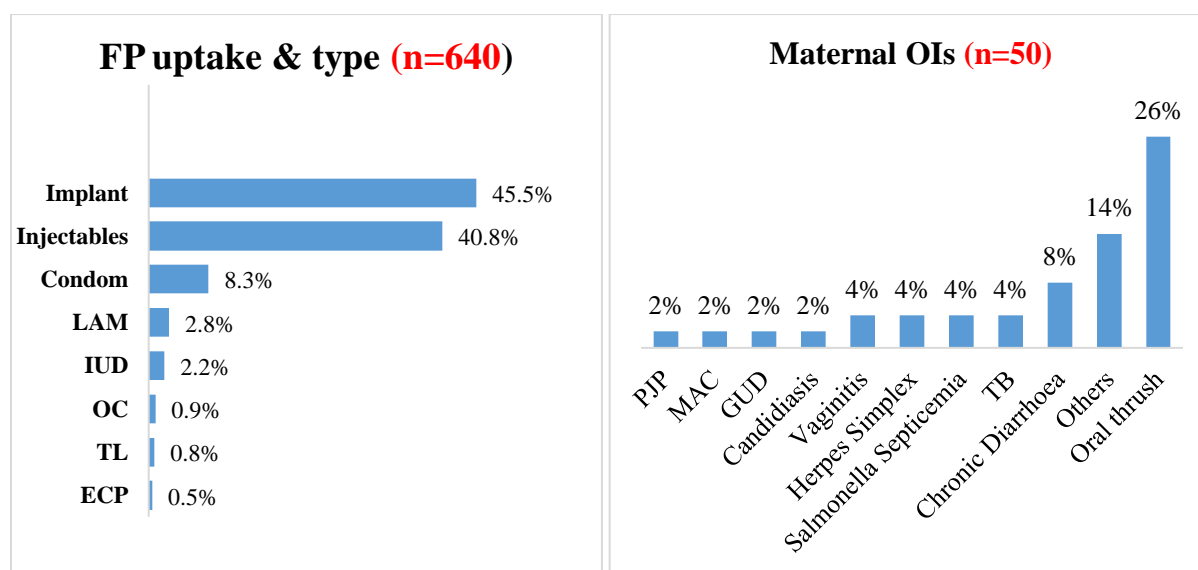 FP uptake & type (n=640)
Implant 45.5%
Injectables 40.8%
Condom 8.3%
LAM 2.8%
IUD 2.2%
OC 0.9%
TL 0.8%
ECP 0.5%
Maternal OIs (n=50)
2% 2% 2% 2% 4% 4% 4% 4% 8% 14% 26%
PJP
MAC
GUD
Candidiasis
Vaginitis
Herpes Simplex
Salmonella Septicemia
TB
Chronic Diarrhoea
Others
Oral thrush